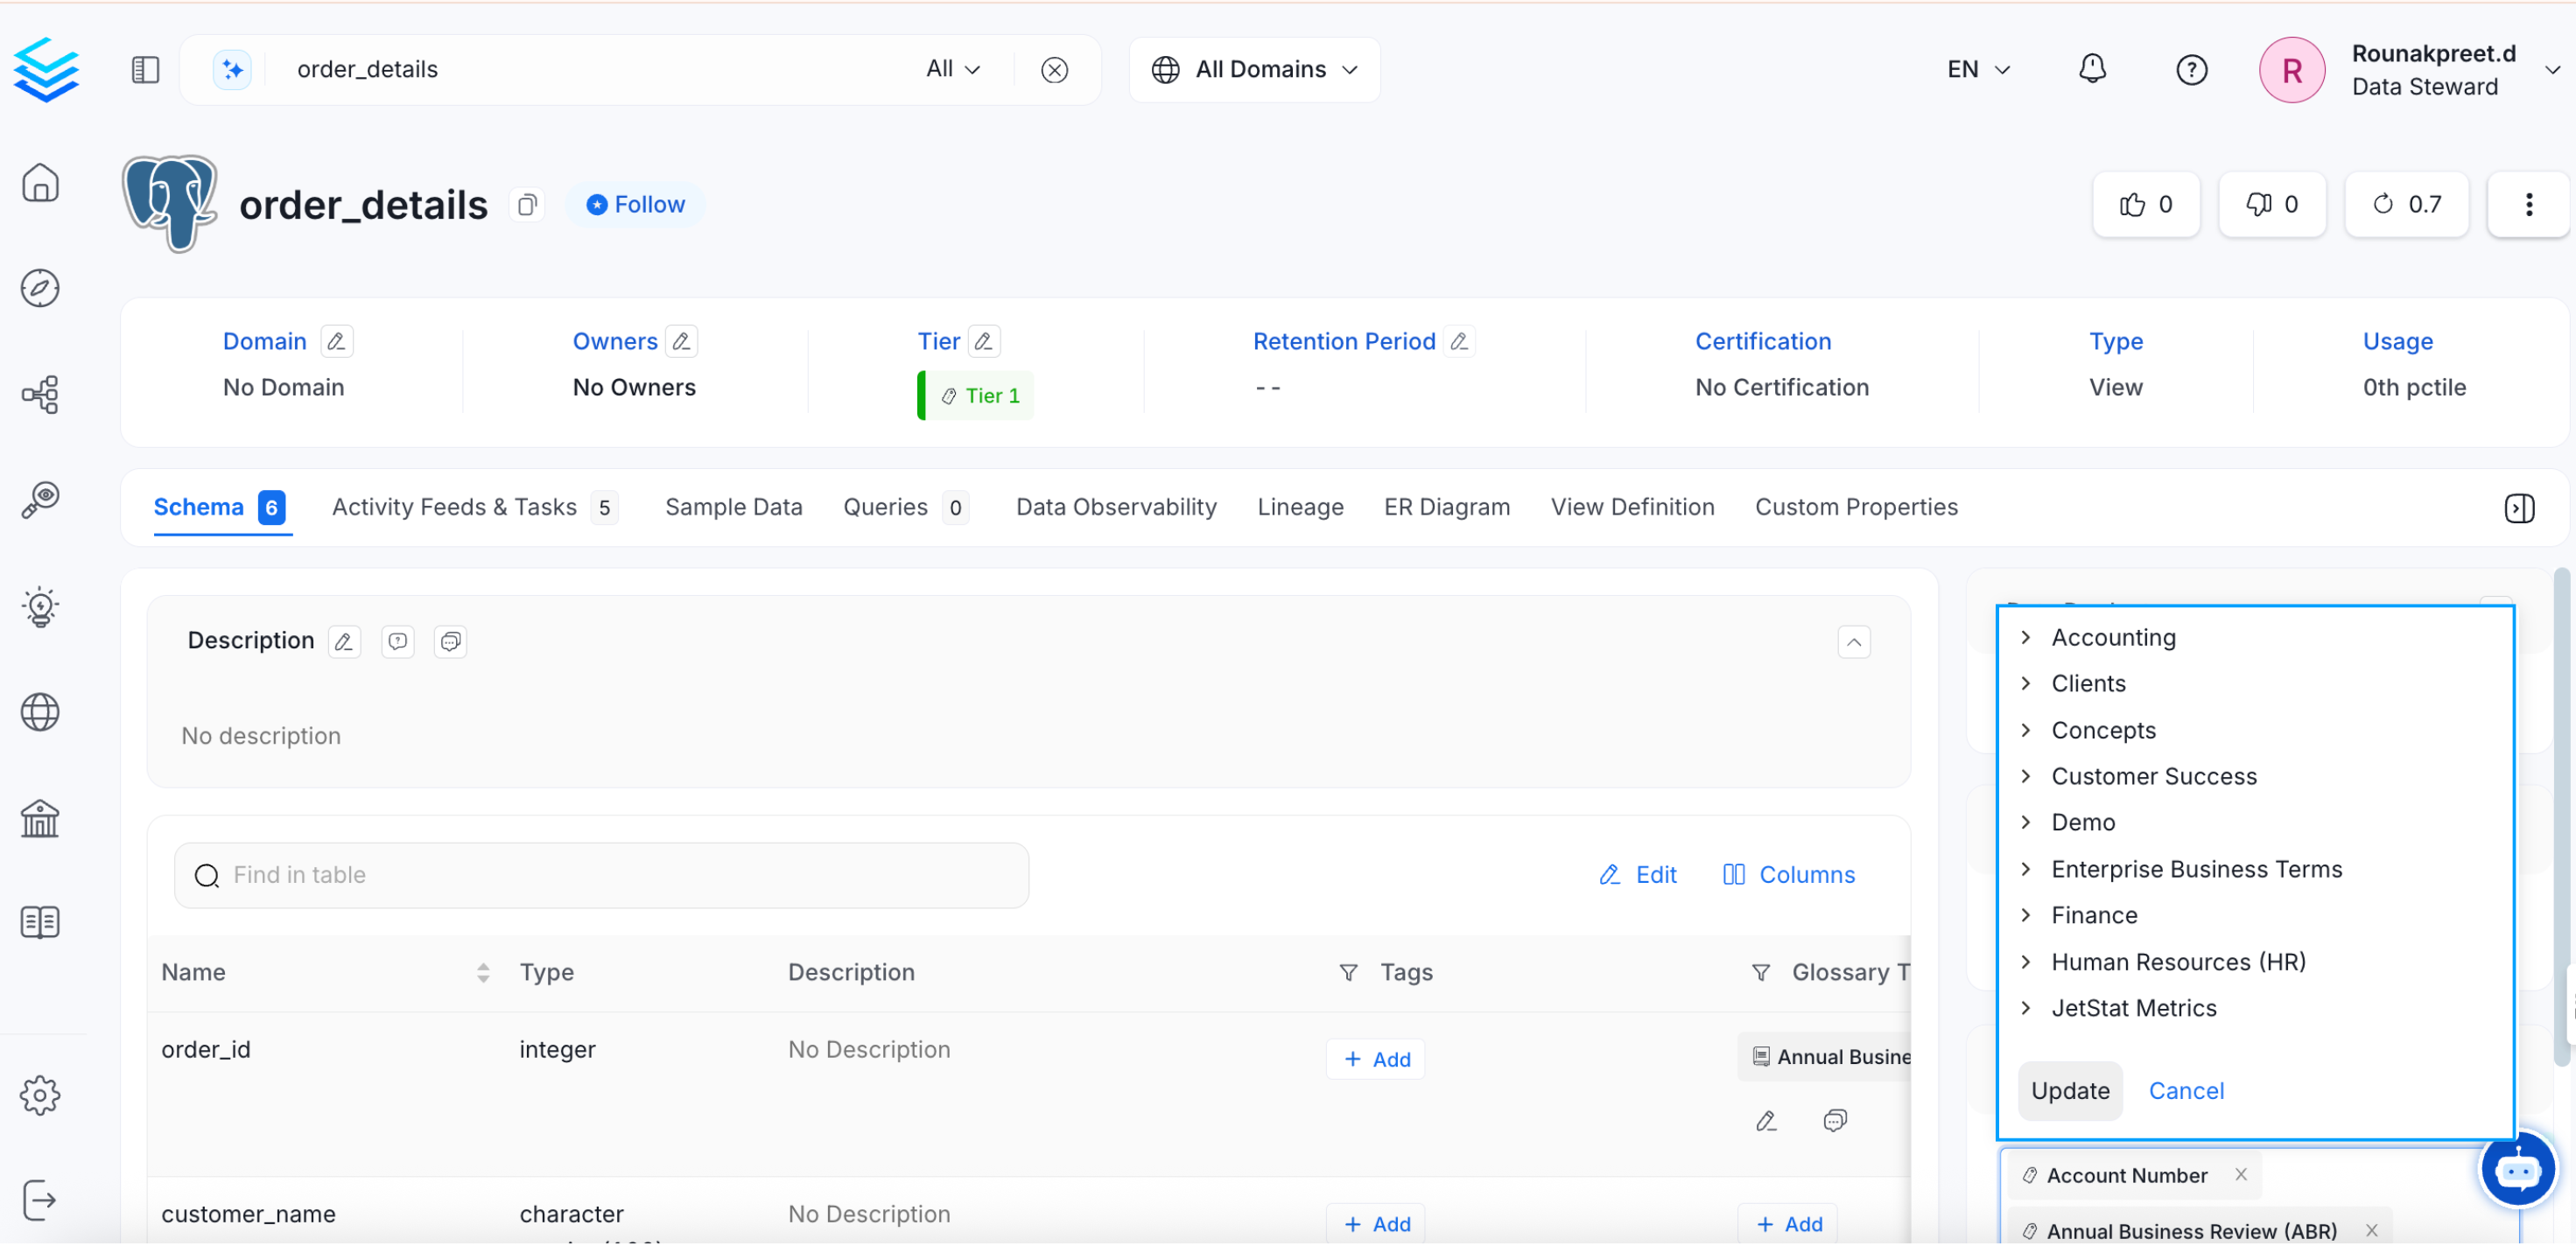 order_details All All Domains EN Rounakpreet.d
Data Steward
R
order_details Follow 0 0 0.7
Domain Owners Tier Retention Period Certification Type Usage
No Domain No Owners Tier 1 -- No Certification View 0th pctile
Schema 6 Activity Feeds & Tasks 5 Sample Data Queries 0 Data Observability Lineage ER Diagram View Definition Custom Properties
Description
No description
Find in table Edit Columns
Name Type Description Tags Glossary T
order_id integer No Description + Add Annual Busine
customer_name character No Description + Add + Add
Accounting
Clients
Concepts
Customer Success
Demo
Enterprise Business Terms
Finance
Human Resources (HR)
JetStat Metrics
Update Cancel
Account Number
Annual Business Review (ABR)